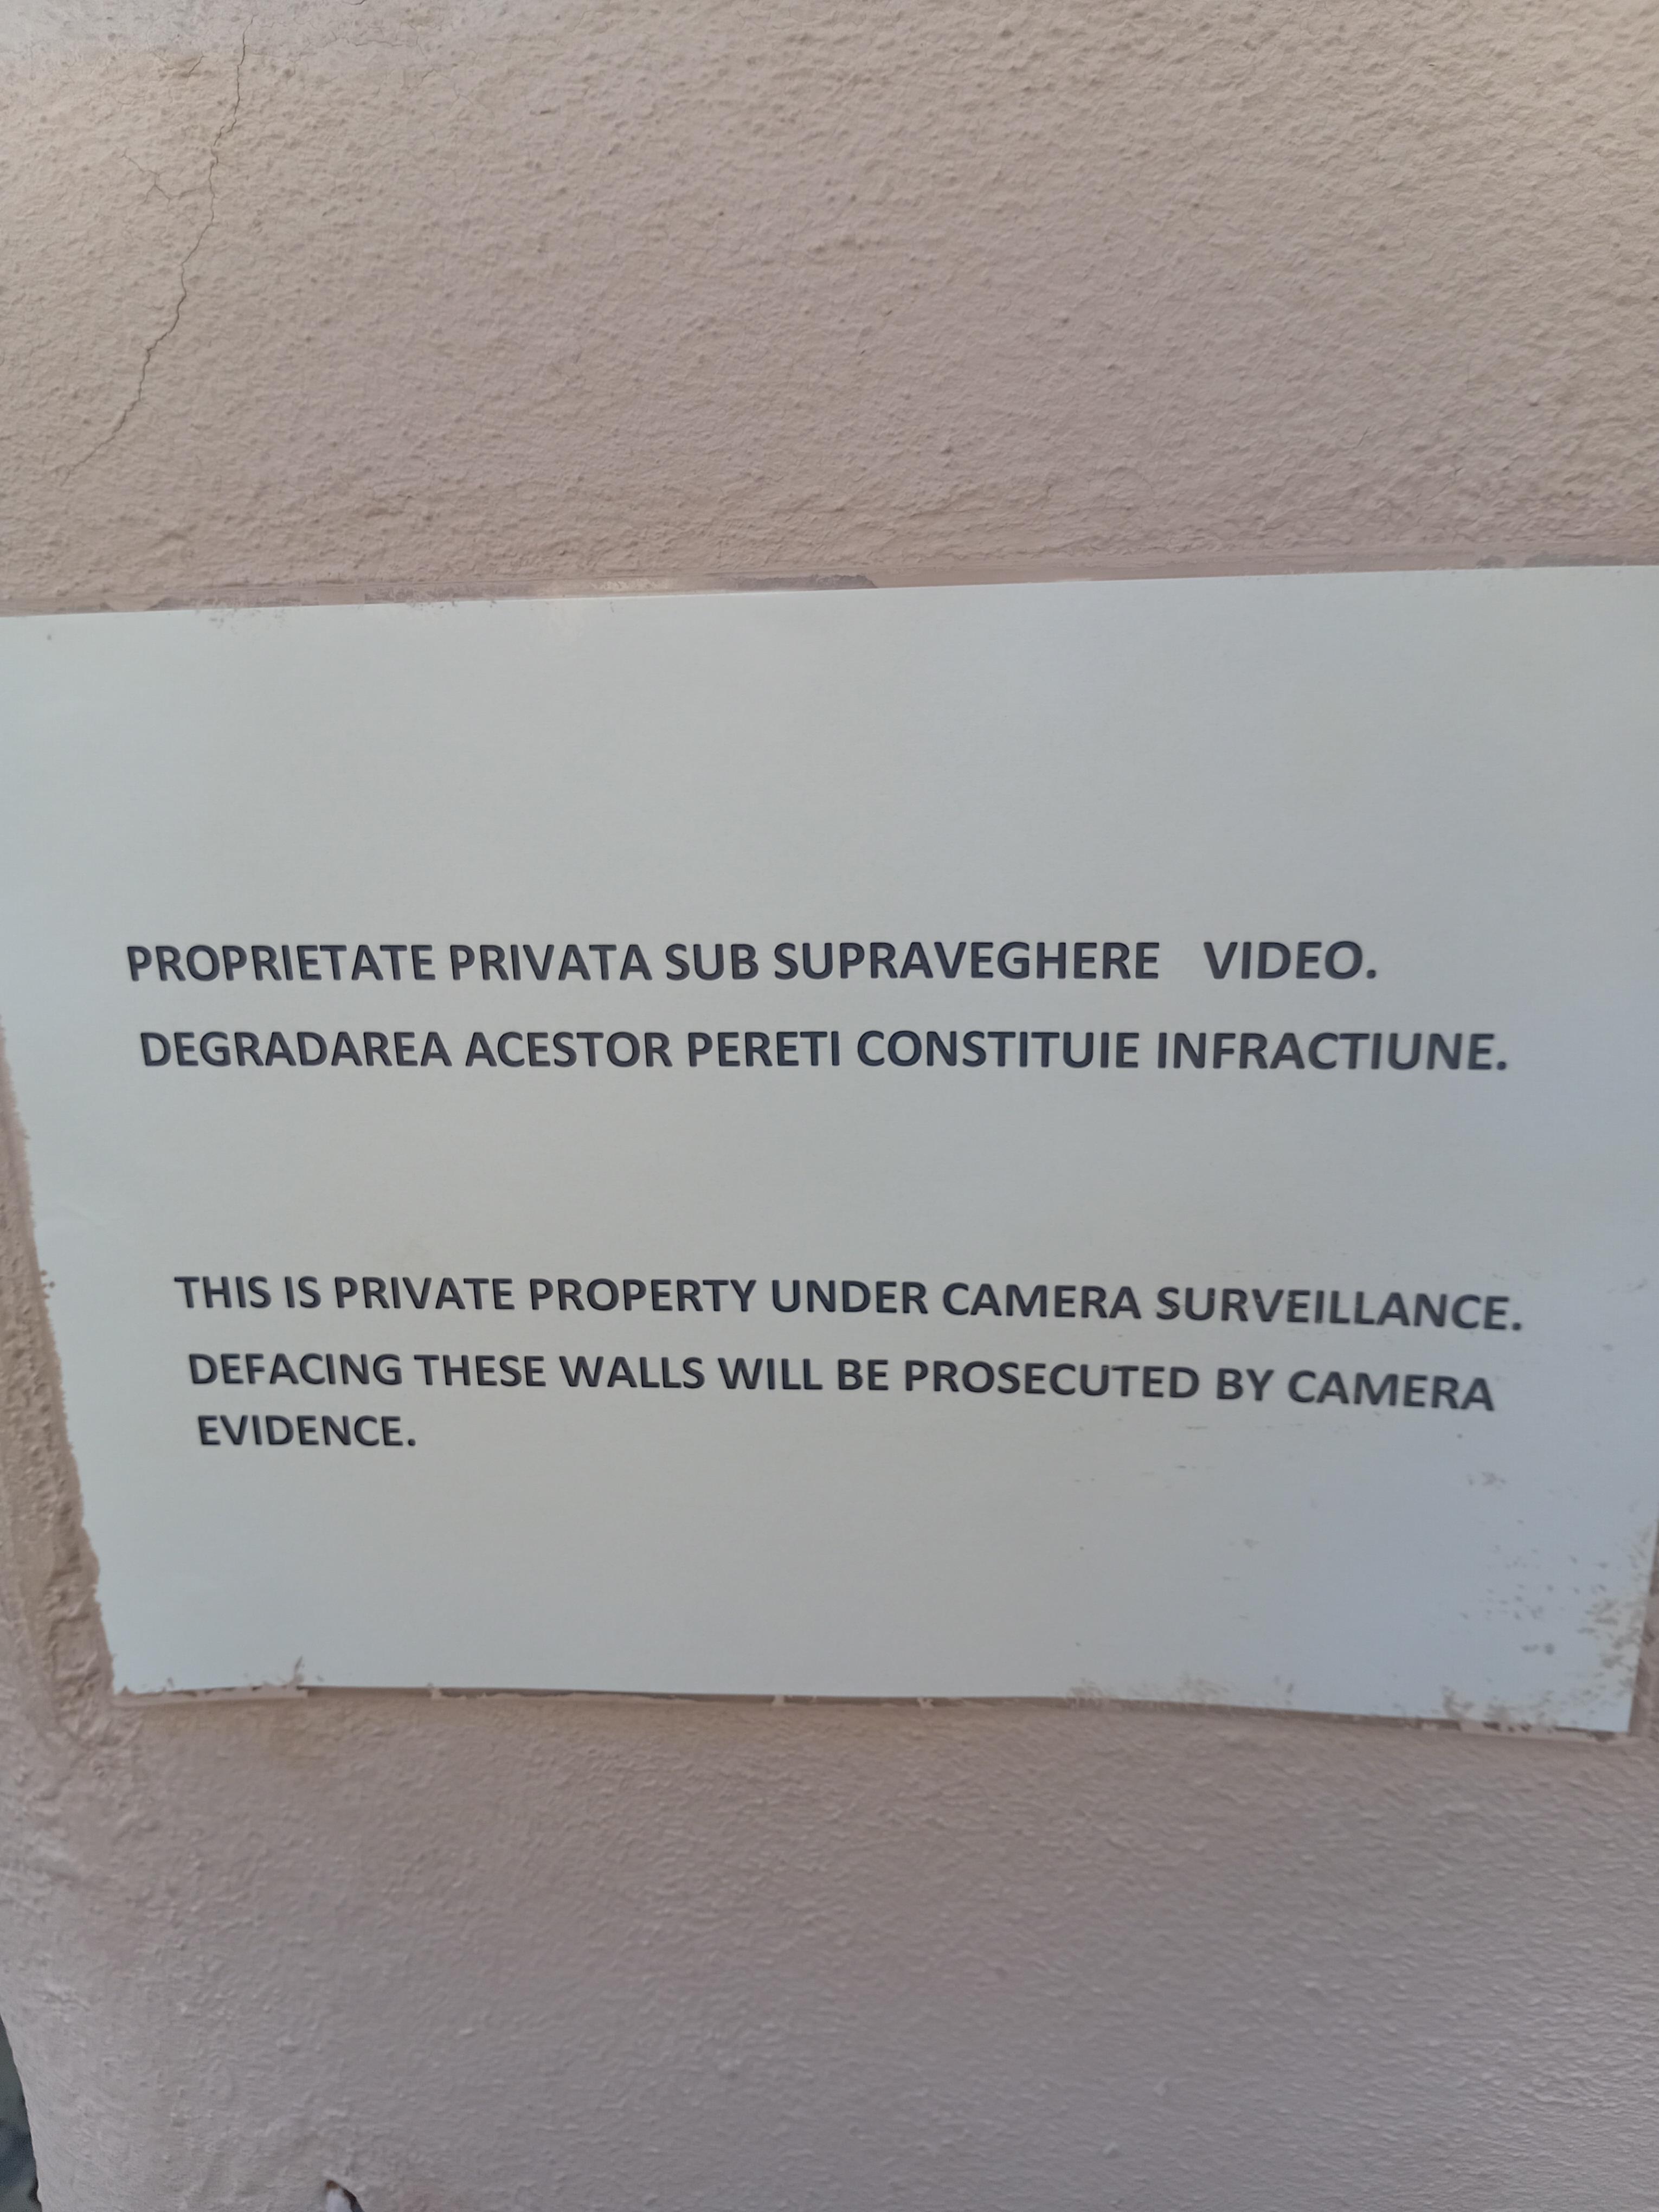 PROPRIETATE PRIVATA SUB SUPRAVEGHERE VIDEO.
DEGRADAREA ACESTOR PERETI CONSTITUIE INFRACTIUNE.
THIS IS PRIVATE PROPERTY UNDER CAMERA SURVEILLANCE.
DEFACING THESE WALLS WILL BE PROSECUTED BY CAMERA
EVIDENCE.